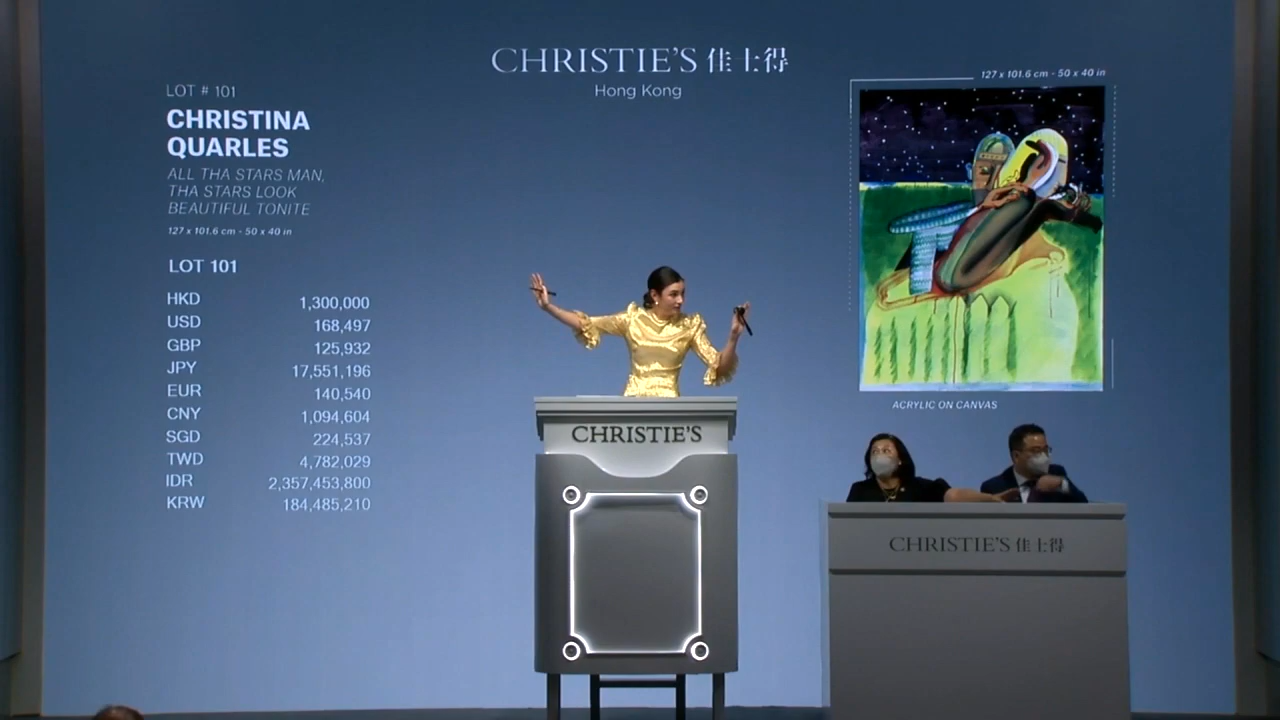 CHRISTIE'S 佳士得
Hong Kong
LOT # 101
CHRISTINA
QUARLES
ALL THA STARS MAN,
THA STARS LOOK
BEAUTIFUL TONITE
127 x 101.6 cm - 50 x 40 in
LOT 101
HKD 1,300,000
USD 168,497
GBP 125,932
JPY 17,551,196
EUR 140,540
CNY 1,094,604
SGD 224,537
TWD 4,782,029
IDR 2,357,453,800
KRW 184,485,210
127 x 101.6 cm - 50 x 40 in
ACRYLIC ON CANVAS
CHRISTIE'S
CHRISTIE'S 佳士得